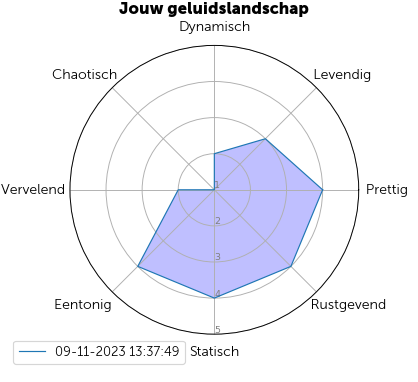 Jouw geluidslandschap
Dynamisch
Chaotisch
Levendig
Vervelend
Prettig
1
2
3
4
5
Eentonig
Rustgevend
Statisch
09-11-2023 13:37:49